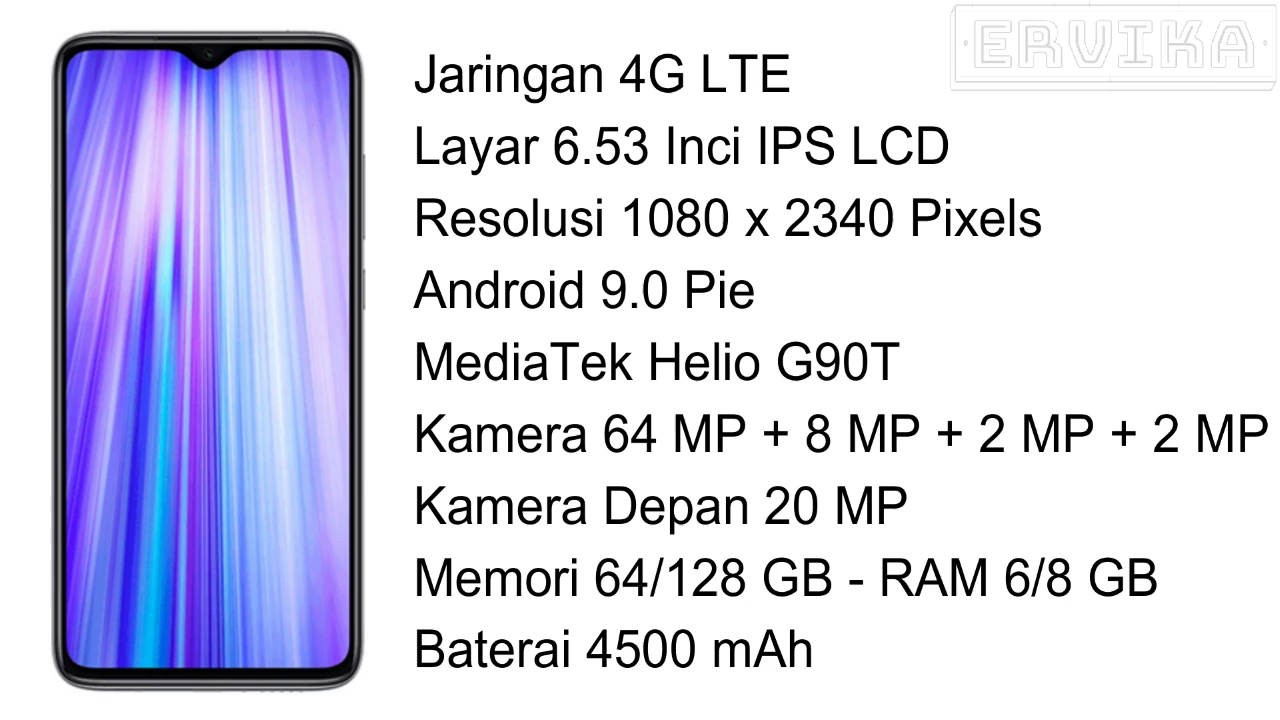 ERVIKA
Jaringan 4G LTE
Layar 6.53 Inci IPS LCD
Resolusi 1080 x 2340 Pixels
Android 9.0 Pie
MediaTek Helio G90T
Kamera 64 MP + 8 MP + 2 MP + 2 MP
Kamera Depan 20 MP
Memori 64/128 GB - RAM 6/8 GB
Baterai 4500 mAh